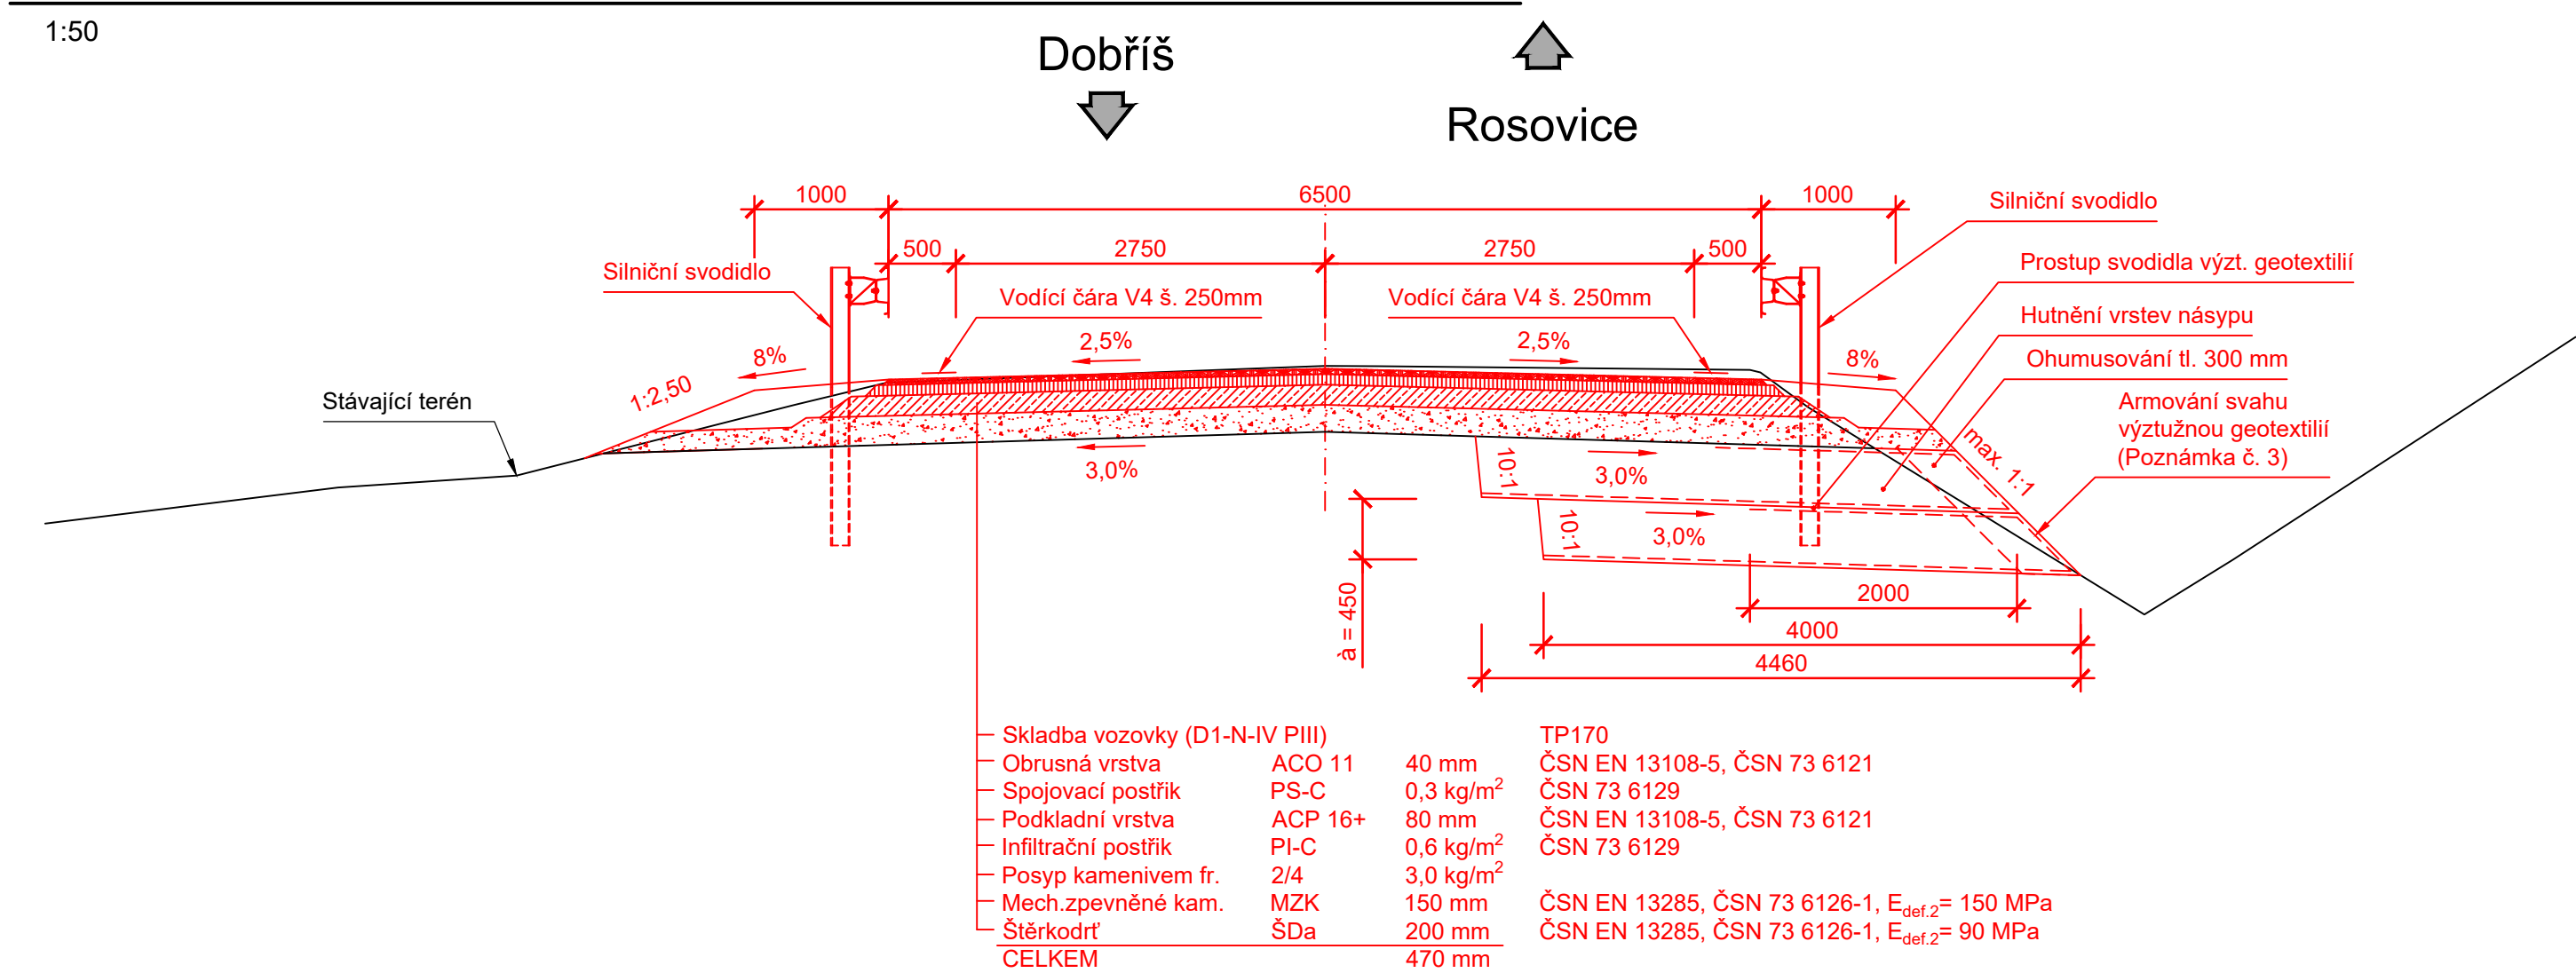 1:50
Dobříš
Rosovice
1000
6500
1000
Silniční svodidlo
500
2750
2750
500
Silniční svodidlo
Prostup svodidla výzt. geotextilií
Vodící čára V4 š. 250mm
Vodící čára V4 š. 250mm
Hutnění vrstev násypu
8%
2,5%
2,5%
8%
Ohumusování tl. 300 mm
1:2,50
Stávající terén
Armování svahu
výztužnou geotextilií
(Poznámka č. 3)
max. 1:1
3,0%
10:1
3,0%
10:1
3,0%
à = 450
2000
4000
4460
Skladba vozovky (D1-N-IV PIII) TP170
Obrusná vrstva ACO 11 40 mm ČSN EN 13108-5, ČSN 73 6121
Spojovací postřik PS-C 0,3 kg/m² ČSN 73 6129
Podkladní vrstva ACP 16+ 80 mm ČSN EN 13108-5, ČSN 73 6121
Infiltrační postřik PI-C 0,6 kg/m² ČSN 73 6129
Posyp kamenivem fr. 2/4 3,0 kg/m²
Mech.zpevněné kam. MZK 150 mm ČSN EN 13285, ČSN 73 6126-1, Edef.2= 150 MPa
Štěrkodrť ŠDa 200 mm ČSN EN 13285, ČSN 73 6126-1, Edef.2= 90 MPa
CELKEM 470 mm